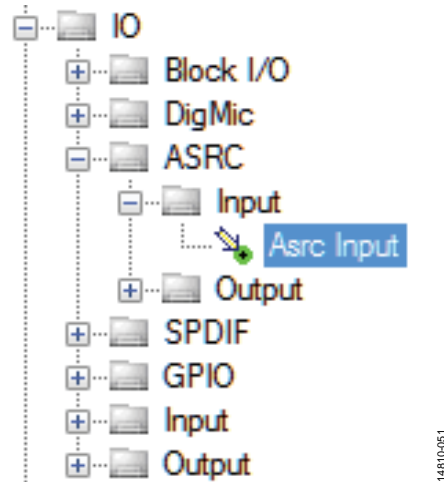 IO
Block I/O
DigMic
ASRC
Input
Asrc Input
Output
SPDIF
GPIO
Input
Output
14810-051